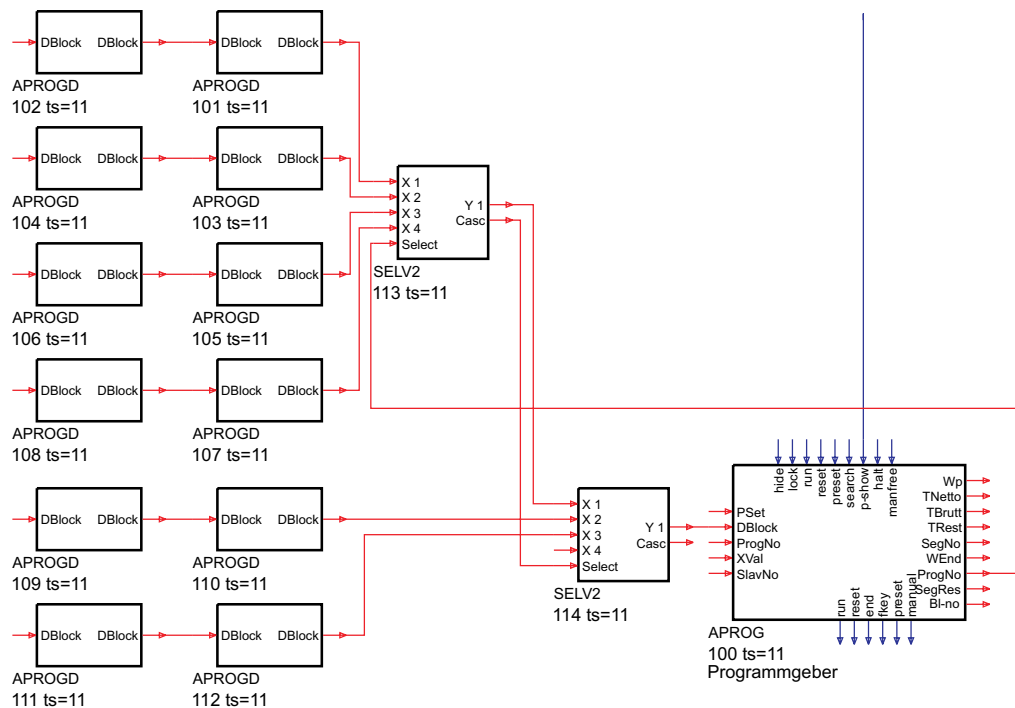 DBlock DBlock
APROGD
102 ts=11
DBlock DBlock
APROGD
101 ts=11
DBlock DBlock
APROGD
104 ts=11
DBlock DBlock
APROGD
103 ts=11
DBlock DBlock
APROGD
106 ts=11
DBlock DBlock
APROGD
105 ts=11
DBlock DBlock
APROGD
108 ts=11
DBlock DBlock
APROGD
107 ts=11
DBlock DBlock
APROGD
109 ts=11
DBlock DBlock
APROGD
110 ts=11
DBlock DBlock
APROGD
111 ts=11
DBlock DBlock
APROGD
112 ts=11
X 1
X 2
X 3
X 4
Select
Y 1
Casc
SELV2
113 ts=11
X 1
X 2
X 3
X 4
Select
Y 1
Casc
SELV2
114 ts=11
hide
lock
run
reset
preset
search
p-show
halt
manfree
PSet
DBlock
ProgNo
XVal
SlavNo
Wp
TNetto
TBrutt
TRest
SegNo
WEnd
ProgNo
SegRes
Bl-no
run
reset
end
fkey
preset
manual
APROG
100 ts=11
Programmgeber